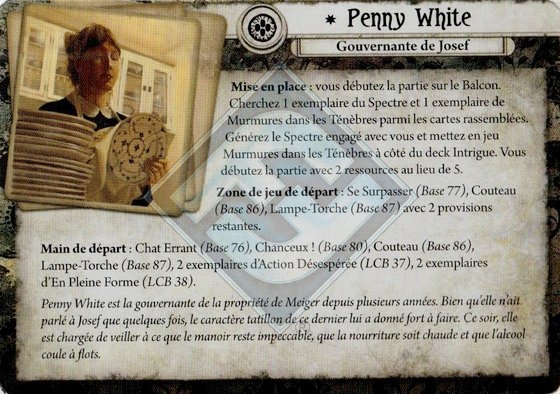 Penny White
Gouvernante de Josef
Mise en place : vous débutez la partie sur le Balcon.
Cherchez 1 exemplaire du Spectre et 1 exemplaire de
Murmures dans les Ténèbres parmi les cartes rassemblées.
Générez le Spectre engagé avec vous et mettez en jeu
Murmures dans les Ténèbres à côté du deck Intrigue. Vous
débutez la partie avec 2 ressources au lieu de 5.
Zone de jeu de départ : Se Surpasser (Base 77), Couteau
(Base 86), Lampe-Torche (Base 87) avec 2 provisions
restantes.
Main de départ : Chat Errant (Base 76), Chanceux ! (Base 80), Couteau (Base 86),
Lampe-Torche (Base 87), 2 exemplaires d'Action Désespérée (LCB 37), 2 exemplaires
d'En Pleine Forme (LCB 38).
Penny White est la gouvernante de la propriété de Meiger depuis plusieurs années. Bien qu'elle n'ait
parlé à Josef que quelques fois, le caractère tatillon de ce dernier lui a donné fort à faire. Ce soir, elle
est chargée de veiller à ce que le manoir reste impeccable, que la nourriture soit chaude et que l'alcool
coule à flots.